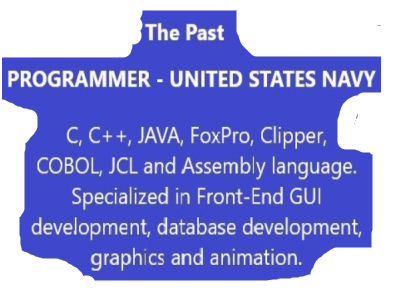 The Past
PROGRAMMER - UNITED STATES NAVY
C, C++, JAVA, FoxPro, Clipper,
COBOL, JCL and Assembly language.
Specialized in Front-End GUI
development, database development,
graphics and animation.